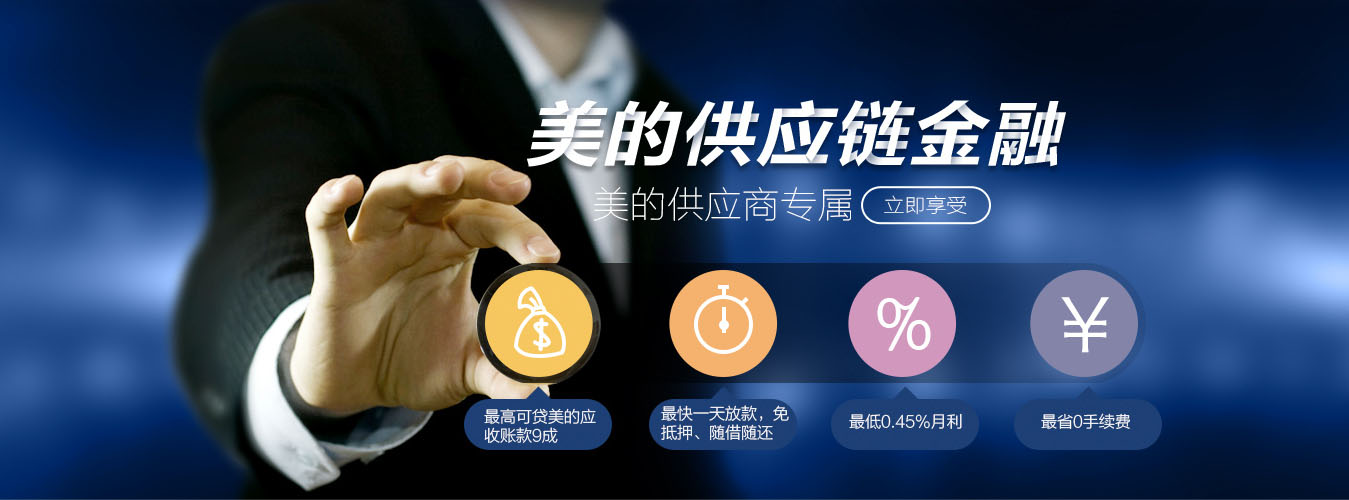 美的供应链金融
美的供应商专属 立即享受
$
%
¥
最高可贷美的应
收账款9成
最快一天放款，免
抵押、随借随还
最低0.45%月利
最省0手续费